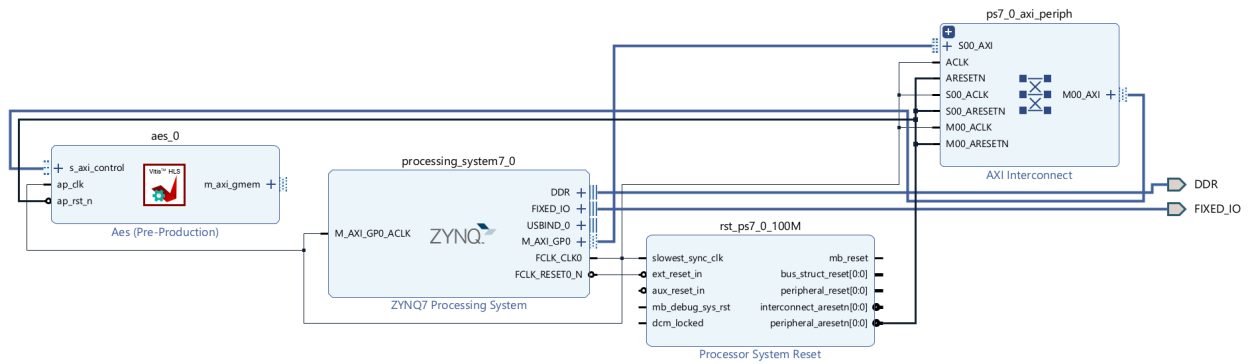 ps7_0_axi_periph
S00_AXI
ACLK
ARESETN
S00_ACLK
M00_AXI
S00_ARESETN
M00_ACLK
M00_ARESETN
AXI Interconnect
aes_0
s_axi_control
Vitis™ HLS
ap_clk
m_axi_gmem
ap_rst_n
Aes (Pre-Production)
processing_system7_0
DDR
FIXED_IO
USBIND_0
M_AXI_GP0_ACLK
ZYNQ
M_AXI_GP0
FCLK_CLK0
FCLK_RESET0_N
ZYNQ7 Processing System
DDR
FIXED_IO
rst_ps7_0_100M
slowest_sync_clk
mb_reset
ext_reset_in
bus_struct_reset[0:0]
aux_reset_in
peripheral_reset[0:0]
mb_debug_sys_rst
interconnect_aresetn[0:0]
dcm_locked
peripheral_aresetn[0:0]
Processor System Reset